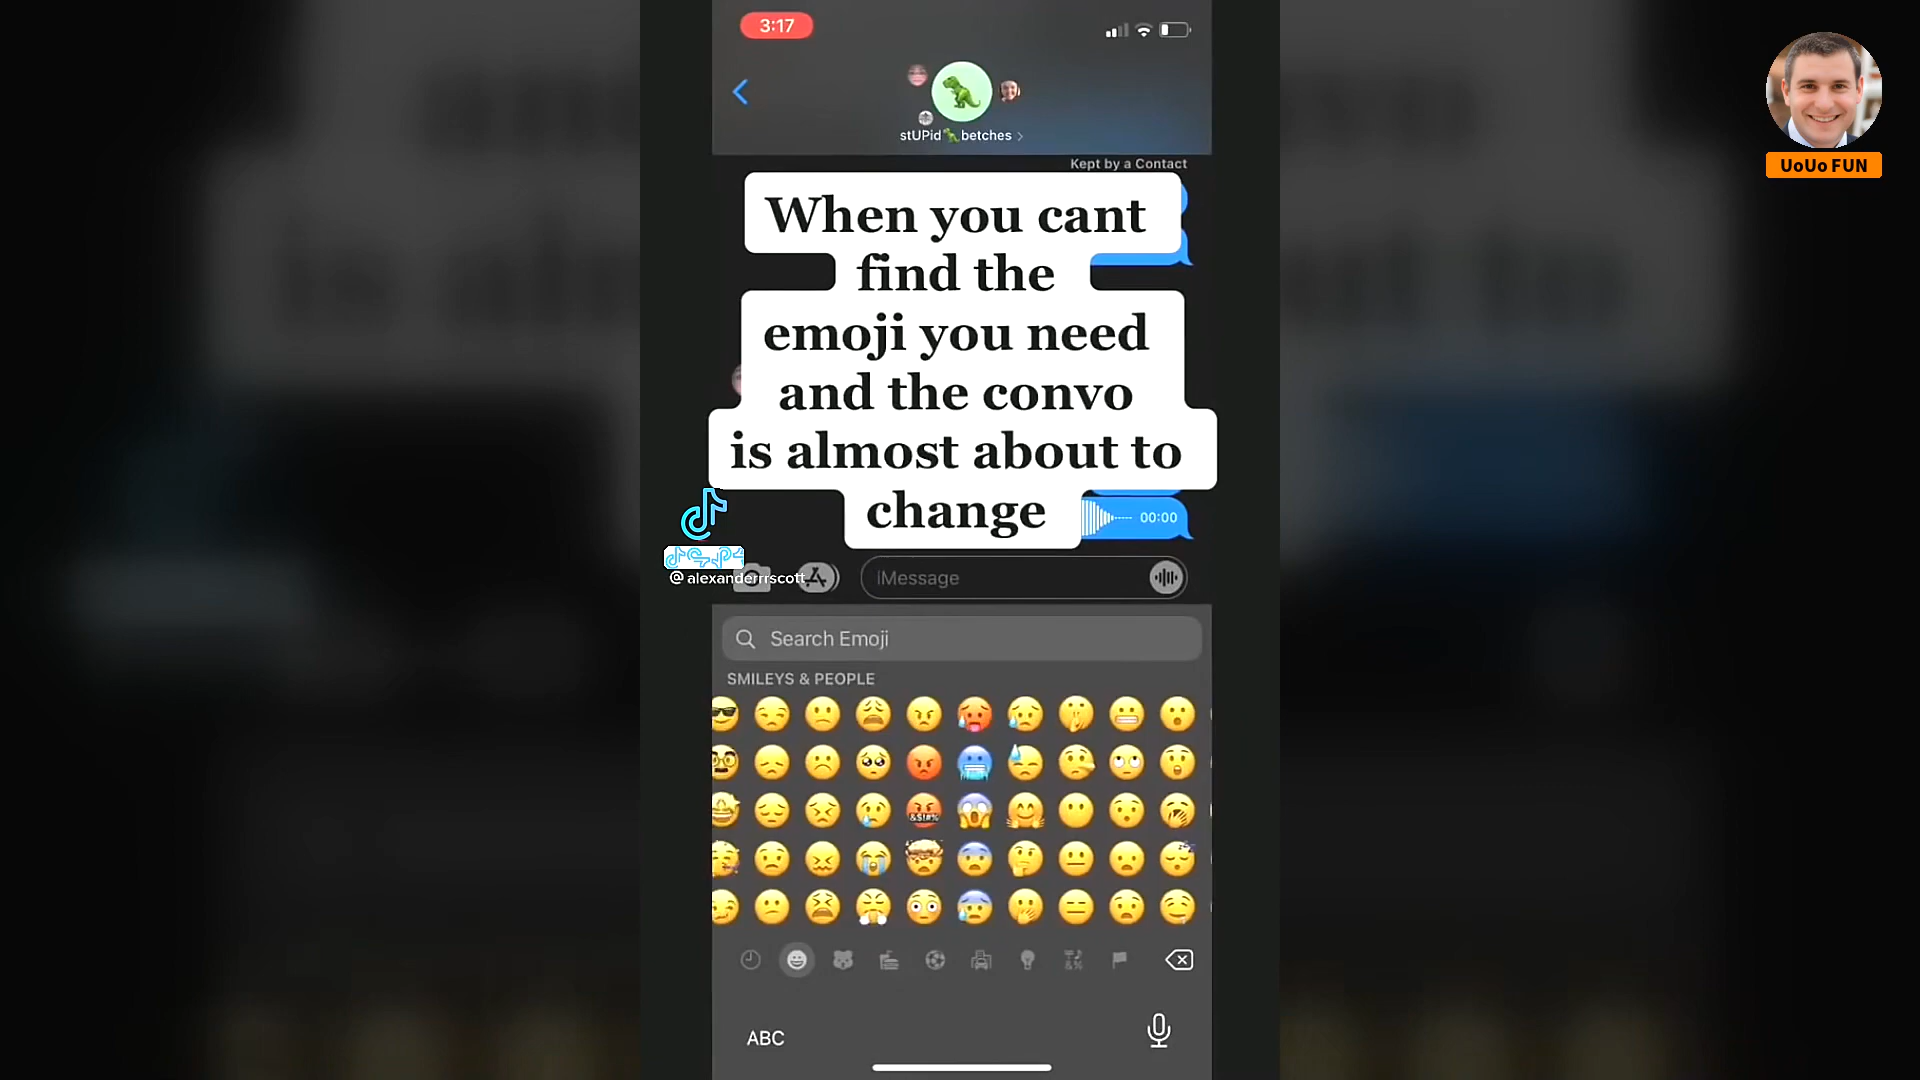 3:17
UoUo FUN
stUPid🦖betches
Kept by a Contact
When you cant
find the
emoji you need
and the convo
is almost about to
change
00:00
@alexanderrrscott
iMessage
Search Emoji
SMILEYS & PEOPLE
ABC